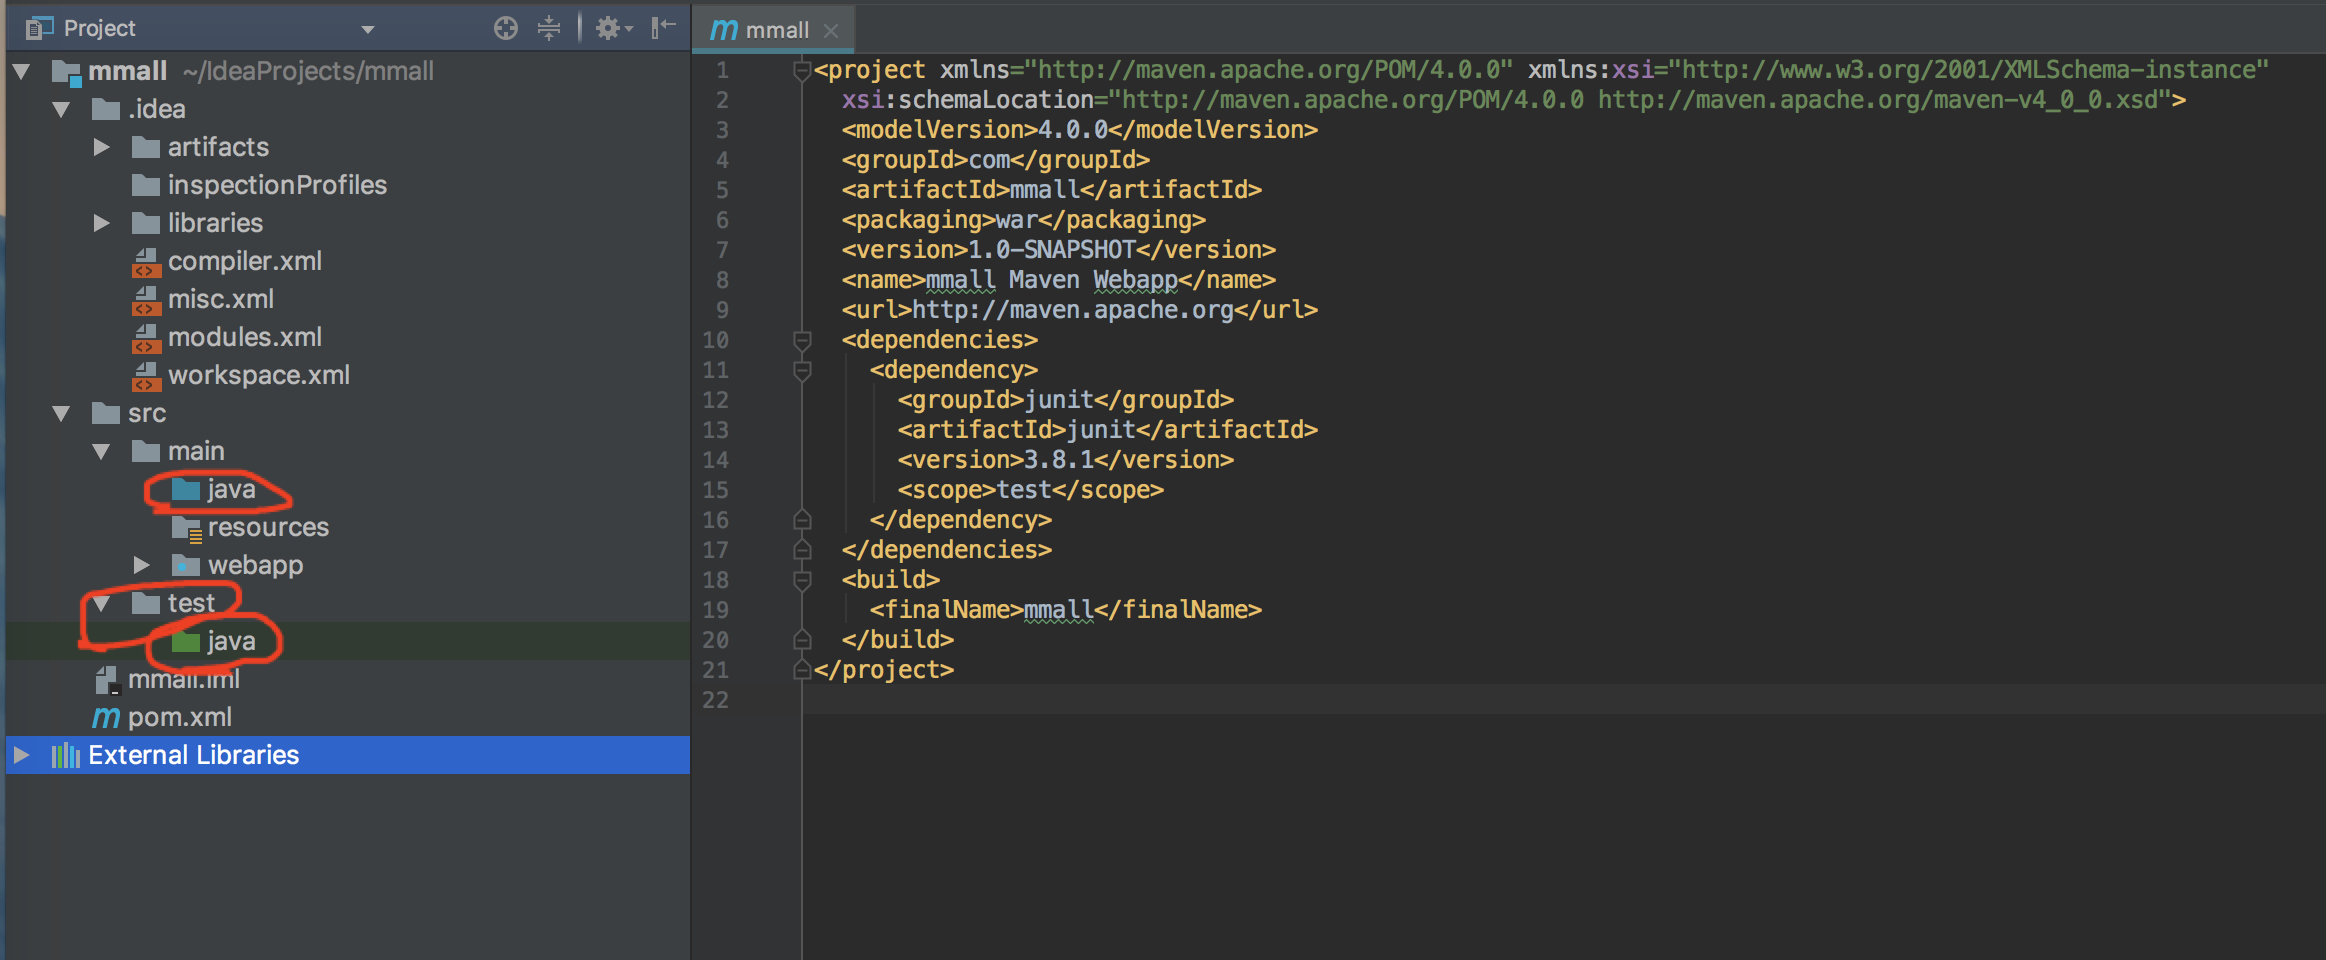 Project
mmall ~/IdeaProjects/mmall
.idea
artifacts
inspectionProfiles
libraries
compiler.xml
misc.xml
modules.xml
workspace.xml
src
main
java
resources
webapp
test
java
mmall.iml
pom.xml
External Libraries
mmall
1 <project xmlns="http://maven.apache.org/POM/4.0.0" xmlns:xsi="http://www.w3.org/2001/XMLSchema-instance"
2 xsi:schemaLocation="http://maven.apache.org/POM/4.0.0 http://maven.apache.org/maven-v4_0_0.xsd">
3 <modelVersion>4.0.0</modelVersion>
4 <groupId>com</groupId>
5 <artifactId>mmall</artifactId>
6 <packaging>war</packaging>
7 <version>1.0-SNAPSHOT</version>
8 <name>mmall Maven Webapp</name>
9 <url>http://maven.apache.org</url>
10 <dependencies>
11 <dependency>
12 <groupId>junit</groupId>
13 <artifactId>junit</artifactId>
14 <version>3.8.1</version>
15 <scope>test</scope>
16 </dependency>
17 </dependencies>
18 <build>
19 <finalName>mmall</finalName>
20 </build>
21 </project>
22